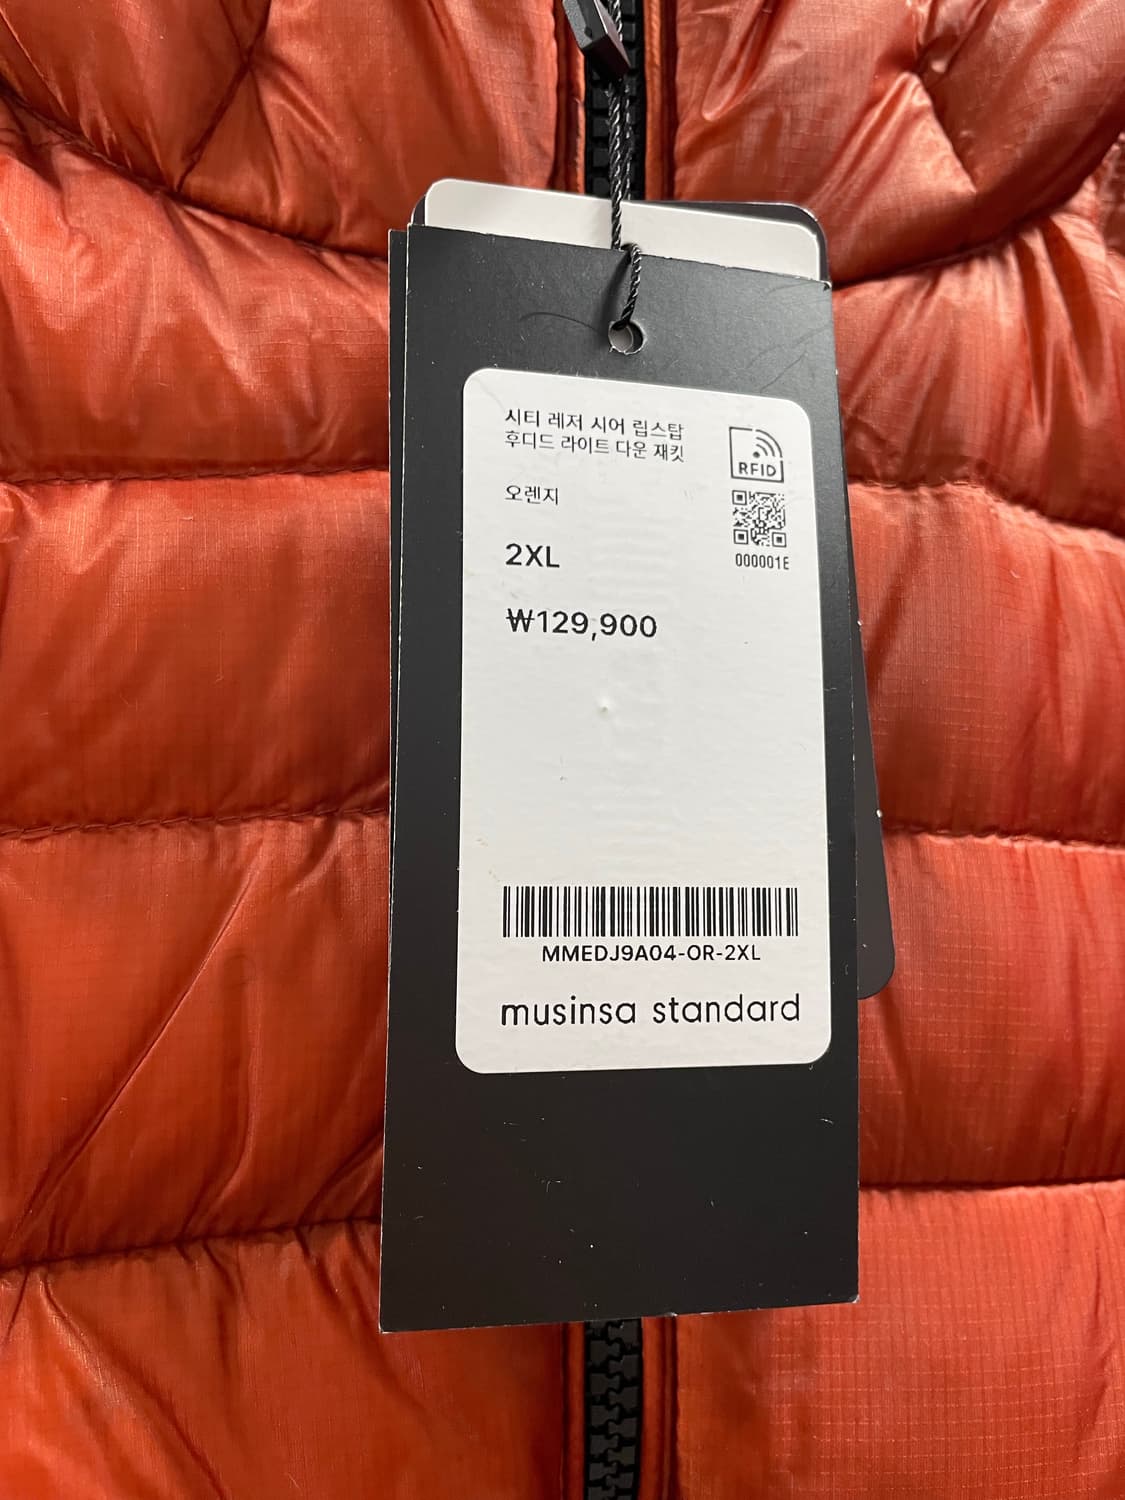 시티 레저 시어 립스탑
후디드 라이트 다운 재킷
RFID
오렌지
000001E
2XL
₩129,900
MMEDJ9A04-OR-2XL
musinsa standard